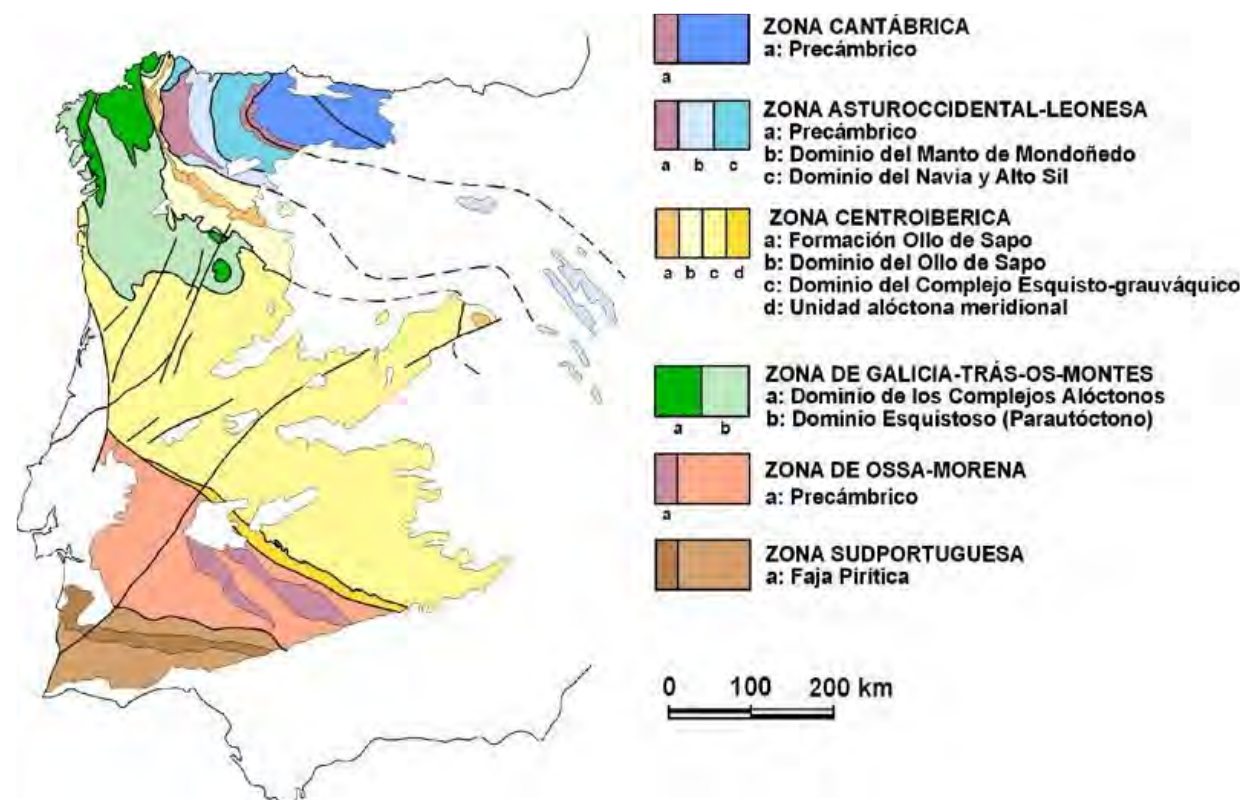 ZONA CANTÁBRICA
a: Precámbrico
a
ZONA ASTUROCCIDENTAL-LEONESA
a: Precámbrico
b: Dominio del Manto de Mondoñedo
c: Dominio del Navia y Alto Sil
a b c
ZONA CENTROIBERICA
a: Formación Ollo de Sapo
b: Dominio del Ollo de Sapo
c: Dominio del Complejo Esquisto-grauváquico
d: Unidad alóctona meridional
a b c d
ZONA DE GALICIA-TRÁS-OS-MONTES
a: Dominio de los Complejos Alóctonos
b: Dominio Esquistoso (Parautóctono)
a b
ZONA DE OSSA-MORENA
a: Precámbrico
a
ZONA SUDPORTUGUESA
a: Faja Pirítica
0 100 200 km